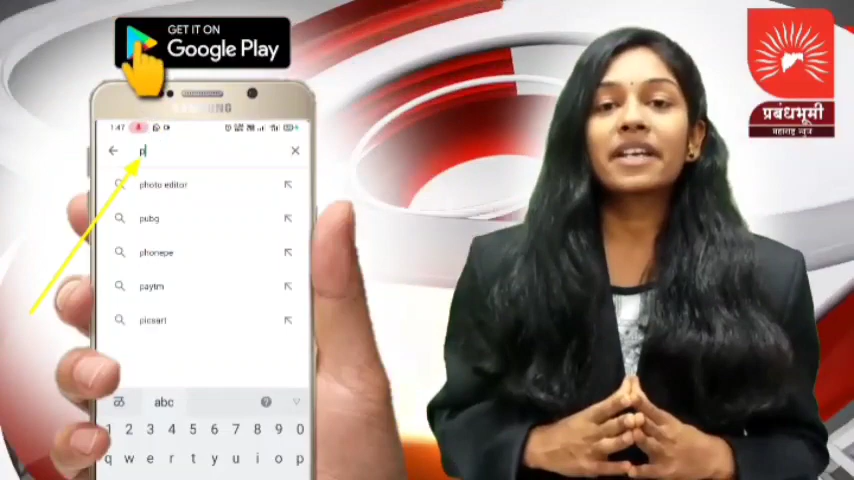 GET IT ON
Google Play
SAMSUNG
1:47
p
photo editor
pubg
phonepe
paytm
picsart
abc
1 2 3 4 5 6 7 8 9 0
q w e r t y u i o p
प्रबंधभूमी
महाराष्ट्र न्यूज